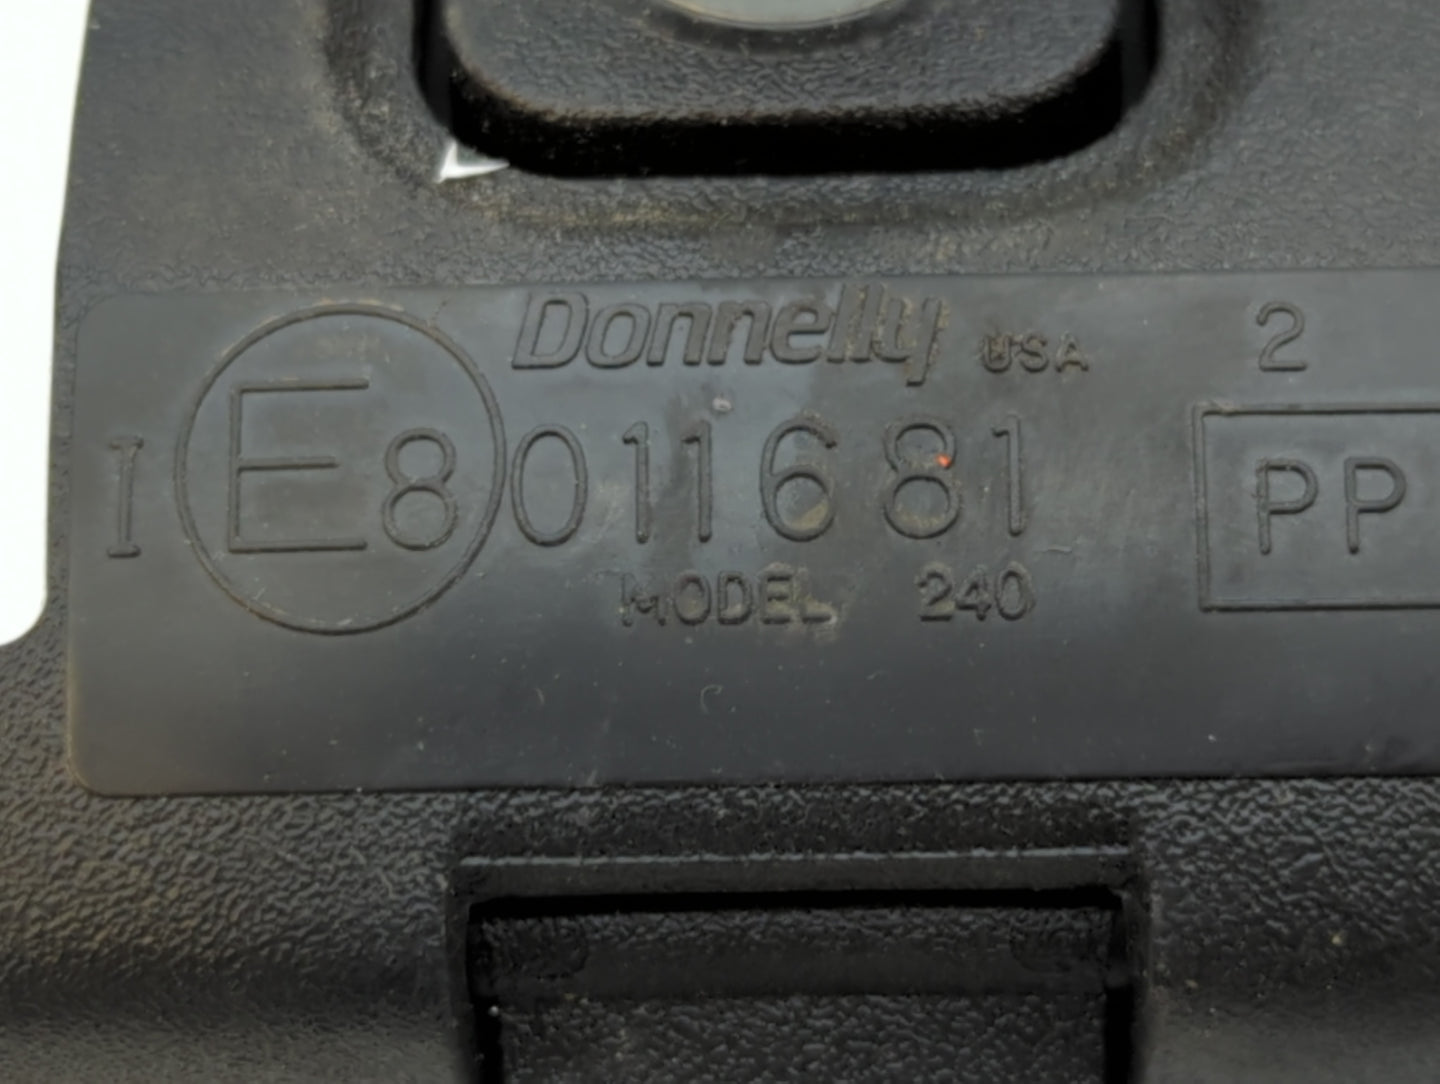 Donnelly USA 2
I E8 011681 PP
MODEL 240